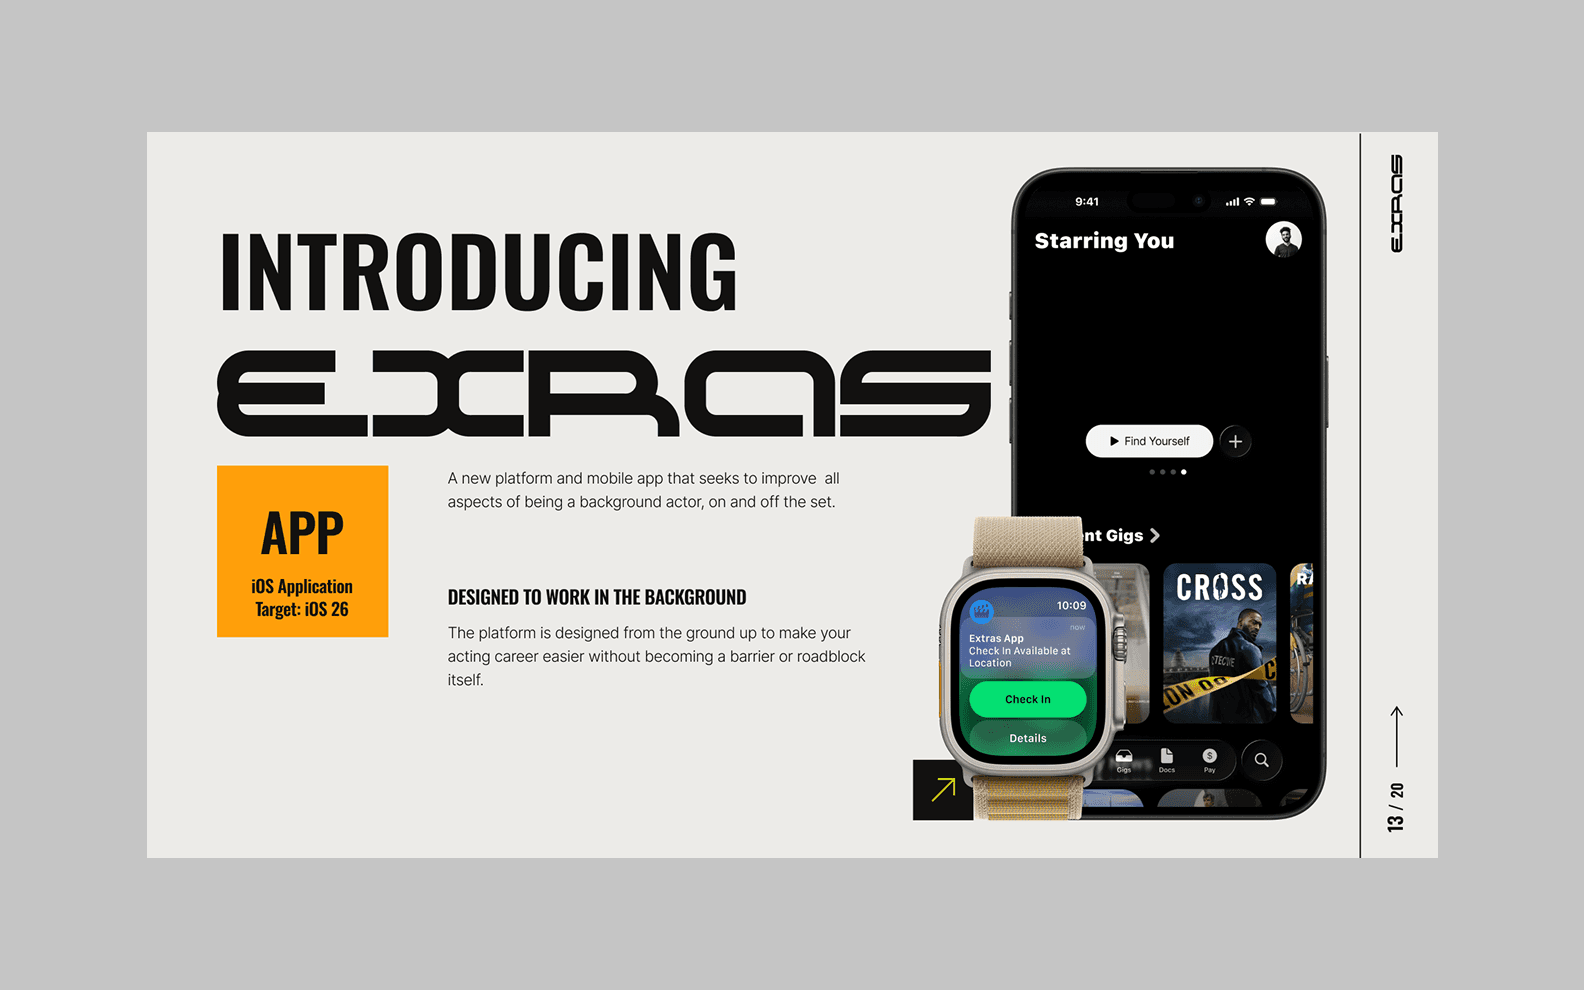 INTRODUCING
EXRAS
APP
iOS Application
Target: iOS 26
A new platform and mobile app that seeks to improve  all
aspects of being a background actor, on and off the set.
DESIGNED TO WORK IN THE BACKGROUND
The platform is designed from the ground up to make your
acting career easier without becoming a barrier or roadblock
itself.
9:41
Starring You
Find Yourself
nt Gigs
CROSS
RA
Gigs
Docs
Pay
10:09
now
Extras App
Check In Available at
Location
Check In
Details
EXRAS
13 / 20